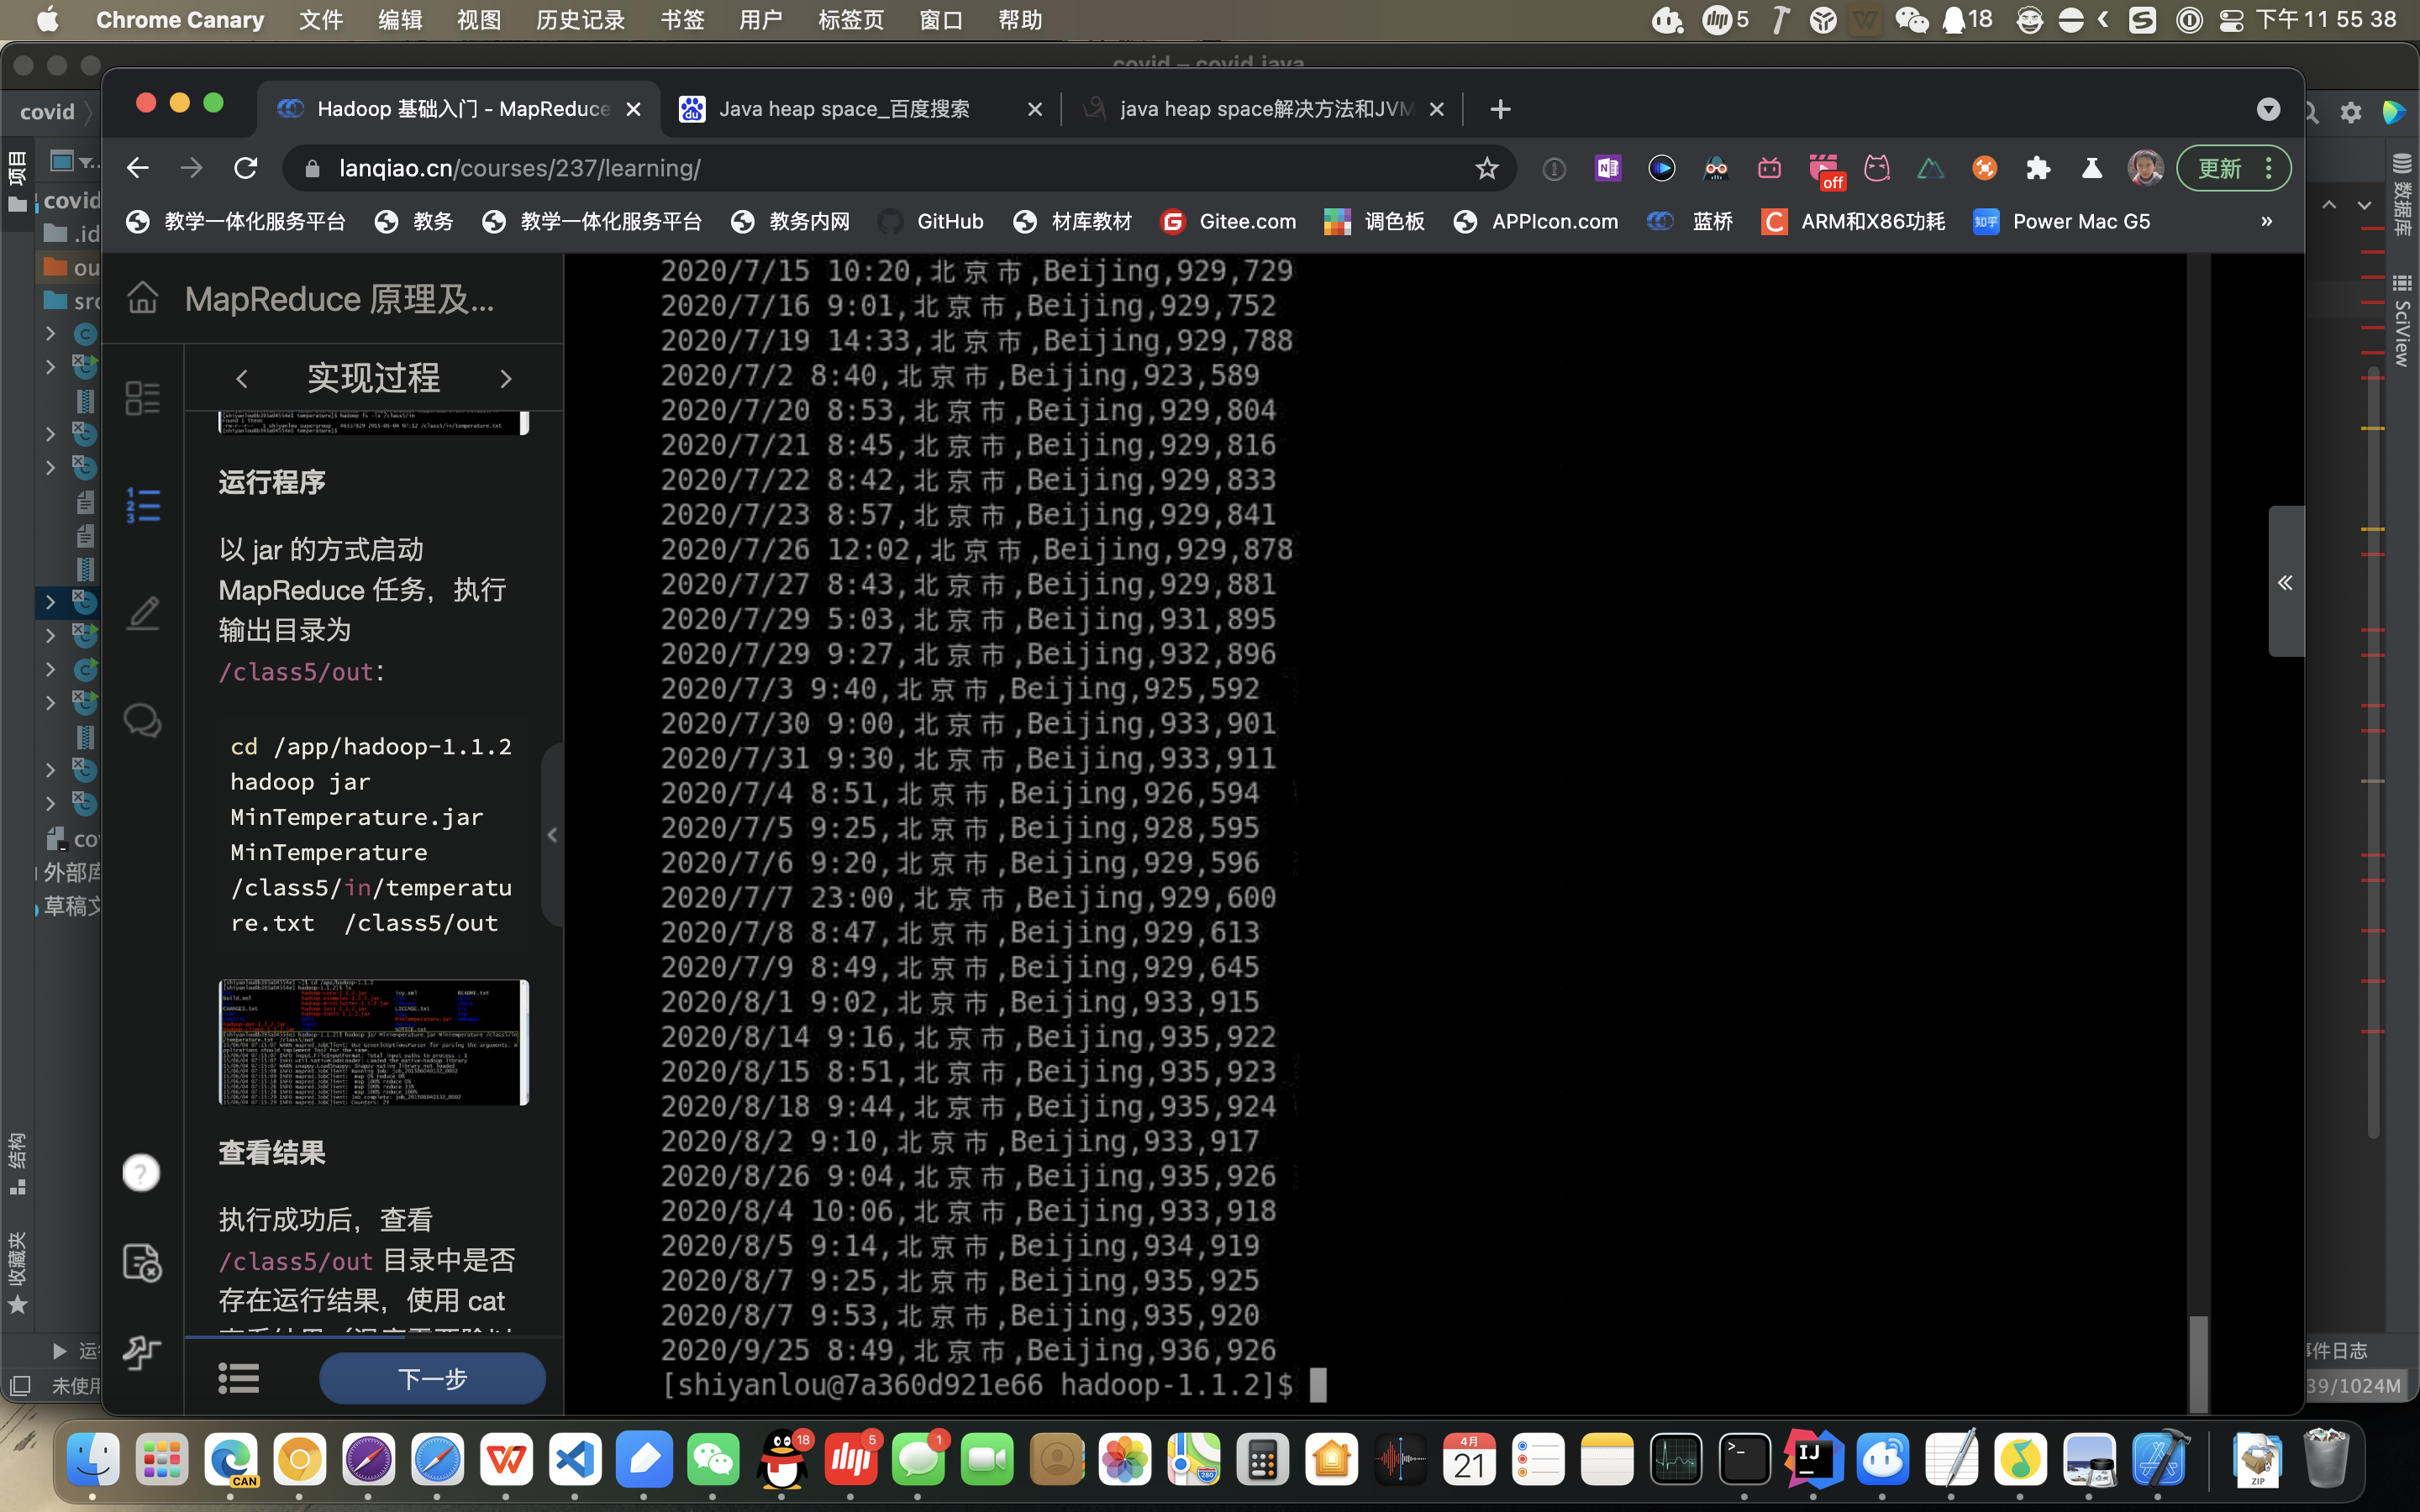 Chrome Canary 文件 编辑 视图 历史记录 书签 用户 标签页 窗口 帮助 5 18 下午 11 55 38
covid – covid.java
covid
Hadoop 基础入门 - MapReduce
Java heap space_百度搜索
java heap space解决方法和JVM
lanqiao.cn/courses/237/learning/
off
更新
教学一体化服务平台 教务 教学一体化服务平台 教务内网 GitHub 材库教材 Gitee.com 调色板 APPIcon.com 蓝桥 ARM和X86功耗 Power Mac G5 »
项目
covid
.id
ou
src
co
外部库
草稿文
结构
收藏夹
运行
未使用
数据库
SciView
事件日志
39/1024M
MapReduce 原理及...
实现过程
运行程序
以 jar 的方式启动
MapReduce 任务，执行
输出目录为
/class5/out：
cd /app/hadoop-1.1.2
hadoop jar
MinTemperature.jar
MinTemperature
/class5/in/temperatu
re.txt /class5/out
查看结果
执行成功后，查看
/class5/out 目录中是否
存在运行结果，使用 cat
下一步
2020/7/15 10:20,北京市,Beijing,929,729
2020/7/16 9:01,北京市,Beijing,929,752
2020/7/19 14:33,北京市,Beijing,929,788
2020/7/2 8:40,北京市,Beijing,923,589
2020/7/20 8:53,北京市,Beijing,929,804
2020/7/21 8:45,北京市,Beijing,929,816
2020/7/22 8:42,北京市,Beijing,929,833
2020/7/23 8:57,北京市,Beijing,929,841
2020/7/26 12:02,北京市,Beijing,929,878
2020/7/27 8:43,北京市,Beijing,929,881
2020/7/29 5:03,北京市,Beijing,931,895
2020/7/29 9:27,北京市,Beijing,932,896
2020/7/3 9:40,北京市,Beijing,925,592
2020/7/30 9:00,北京市,Beijing,933,901
2020/7/31 9:30,北京市,Beijing,933,911
2020/7/4 8:51,北京市,Beijing,926,594
2020/7/5 9:25,北京市,Beijing,928,595
2020/7/6 9:20,北京市,Beijing,929,596
2020/7/7 23:00,北京市,Beijing,929,600
2020/7/8 8:47,北京市,Beijing,929,613
2020/7/9 8:49,北京市,Beijing,929,645
2020/8/1 9:02,北京市,Beijing,933,915
2020/8/14 9:16,北京市,Beijing,935,922
2020/8/15 8:51,北京市,Beijing,935,923
2020/8/18 9:44,北京市,Beijing,935,924
2020/8/2 9:10,北京市,Beijing,933,917
2020/8/26 9:04,北京市,Beijing,935,926
2020/8/4 10:06,北京市,Beijing,933,918
2020/8/5 9:14,北京市,Beijing,934,919
2020/8/7 9:25,北京市,Beijing,935,925
2020/8/7 9:53,北京市,Beijing,935,920
2020/9/25 8:49,北京市,Beijing,936,926
[shiyanlou@7a360d921e66 hadoop-1.1.2]$
CAN
18
5
1
280
4月
21
IJ
ZIP